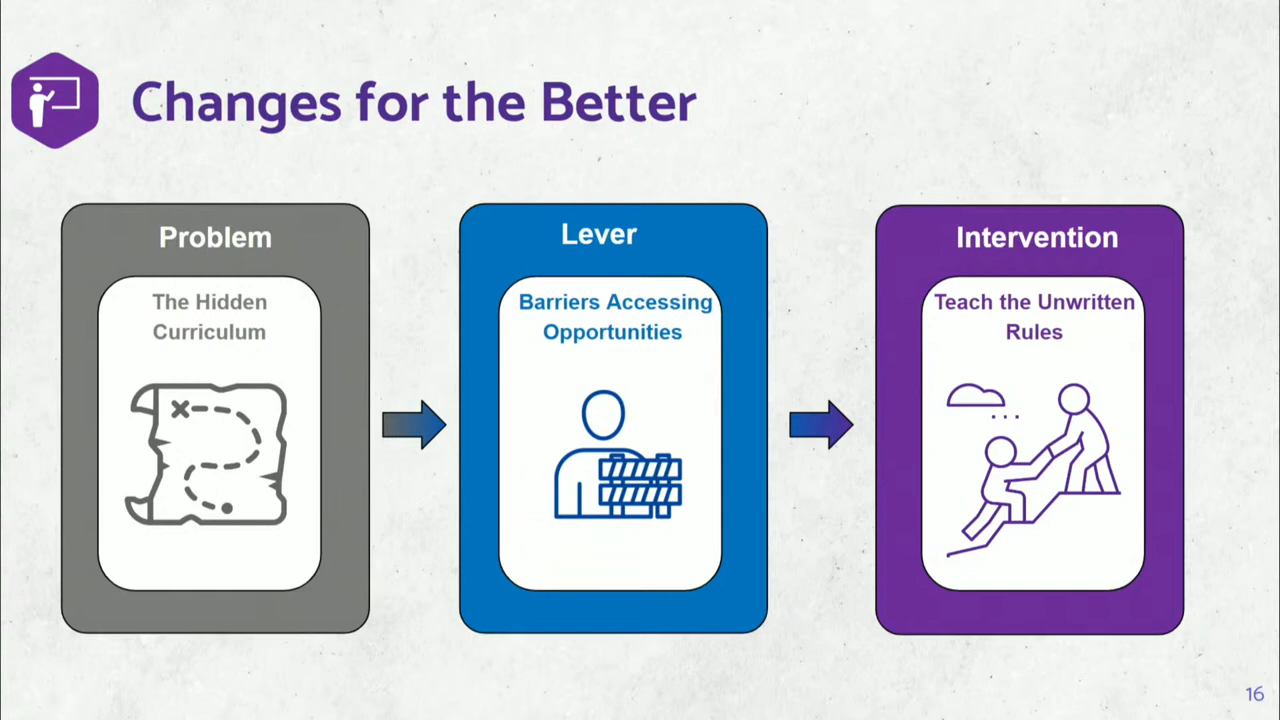 Changes for the Better
Problem
The Hidden
Curriculum
Lever
Barriers Accessing
Opportunities
Intervention
Teach the Unwritten
Rules
16